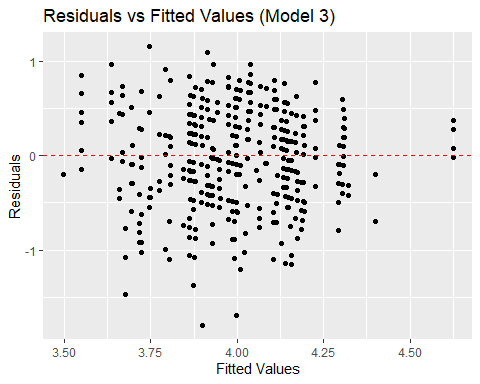 Residuals vs Fitted Values (Model 3)
Residuals
1
0
-1
3.50 3.75 4.00 4.25 4.50
Fitted Values